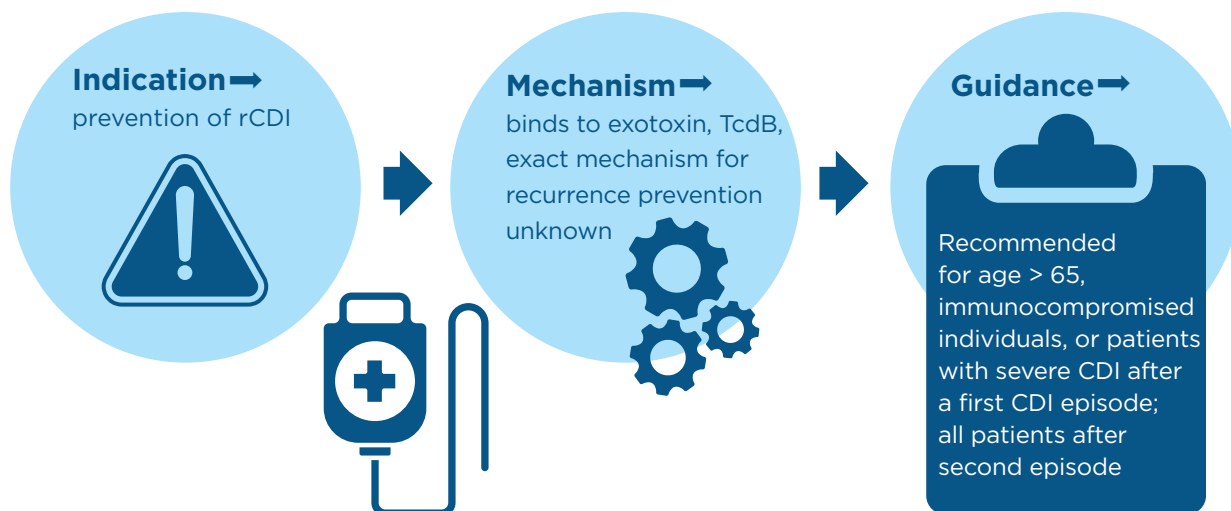 Indication
prevention of rCDI
Mechanism
binds to exotoxin, TcdB,
exact mechanism for
recurrence prevention
unknown
Guidance
Recommended
for age > 65,
immunocompromised
individuals, or patients
with severe CDI after
a first CDI episode;
all patients after
second episode